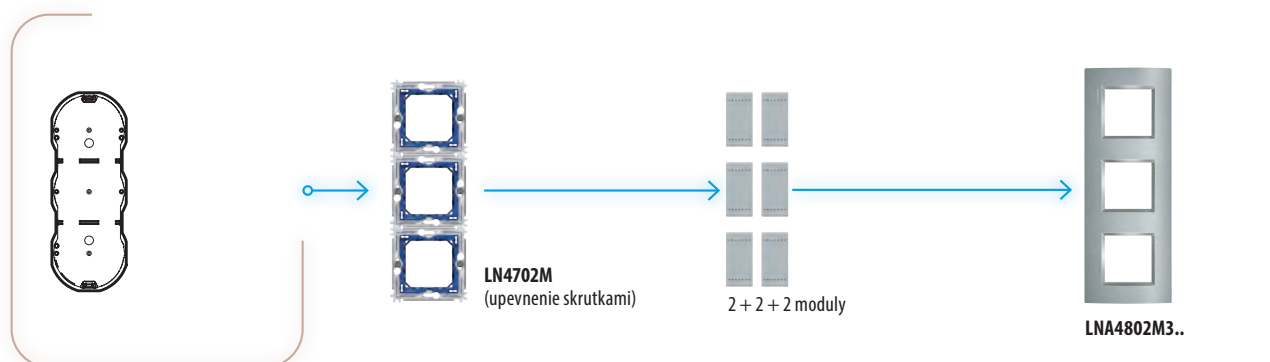 LN4702M
(upevnenie skrutkami)
2 + 2 + 2 moduly
LNA4802M3..